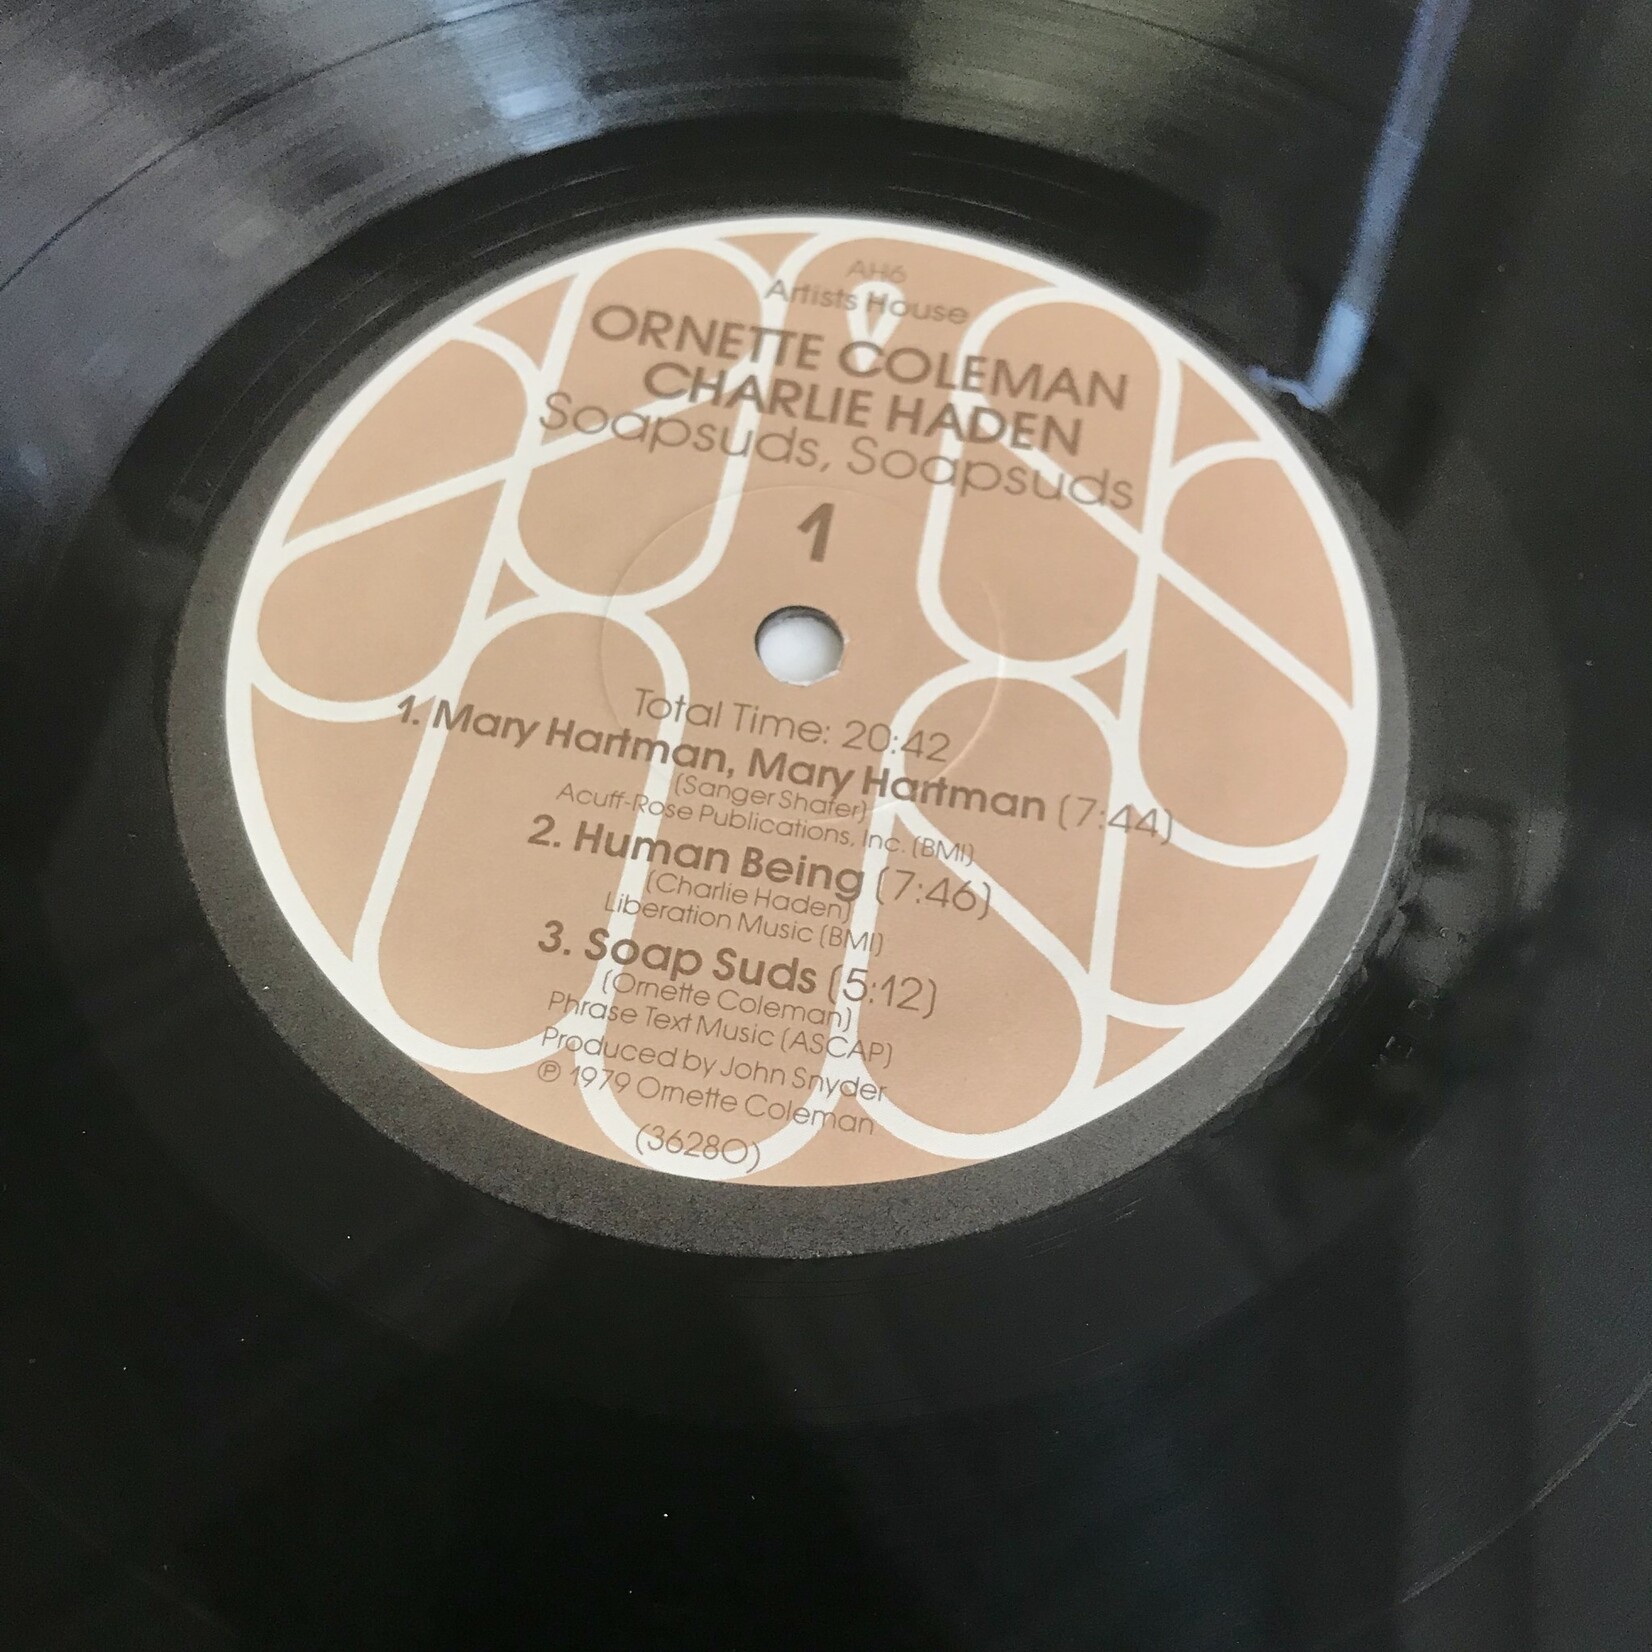 AH6
Artists House
ORNETTE COLEMAN
CHARLIE HADEN
Soapsuds, Soapsuds
1
Total Time: 20:42
1. Mary Hartman, Mary Hartman (7:44)
(Sanger Shafer)
Acuff-Rose Publications, Inc. (BMI)
2. Human Being (7:46)
(Charlie Haden)
Liberation Music (BMI)
3. Soap Suds (5:12)
(Ornette Coleman)
Phrase Text Music (ASCAP)
Produced by John Snyder
℗ 1979 Ornette Coleman
(36280)